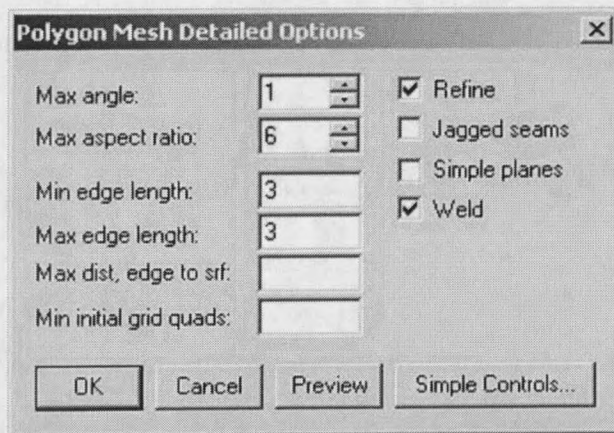 Polygon Mesh Detailed Options
Max angle: 1
Max aspect ratio: 6
Min edge length: 3
Max edge length: 3
Max dist, edge to srf:
Min initial grid quads:
Refine
Jagged seams
Simple planes
Weld
OK Cancel Preview Simple Controls...